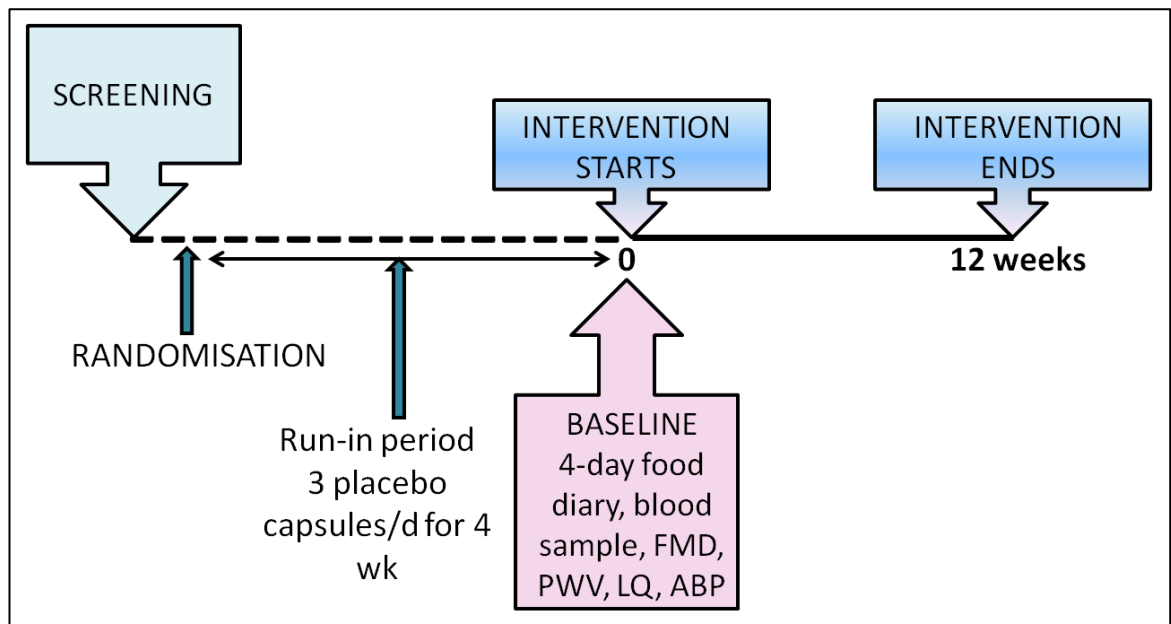 SCREENING
INTERVENTION
STARTS
INTERVENTION
ENDS
0
12 weeks
RANDOMISATION
Run-in period
3 placebo
capsules/d for 4
wk
BASELINE
4-day food
diary, blood
sample, FMD,
PWV, LQ, ABP